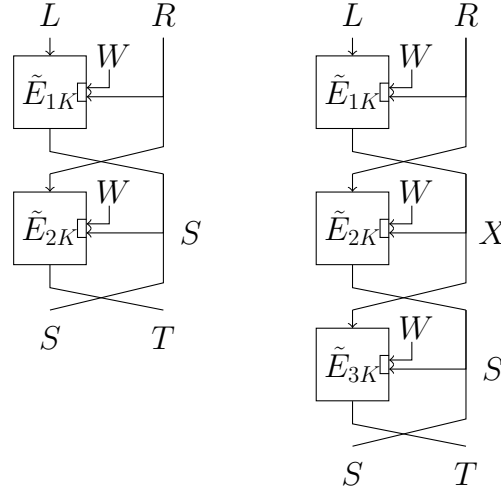 L R L R
W W
Ẽ₁K Ẽ₁K
W W
Ẽ₂K S Ẽ₂K X
S T W
Ẽ₃K S
S T